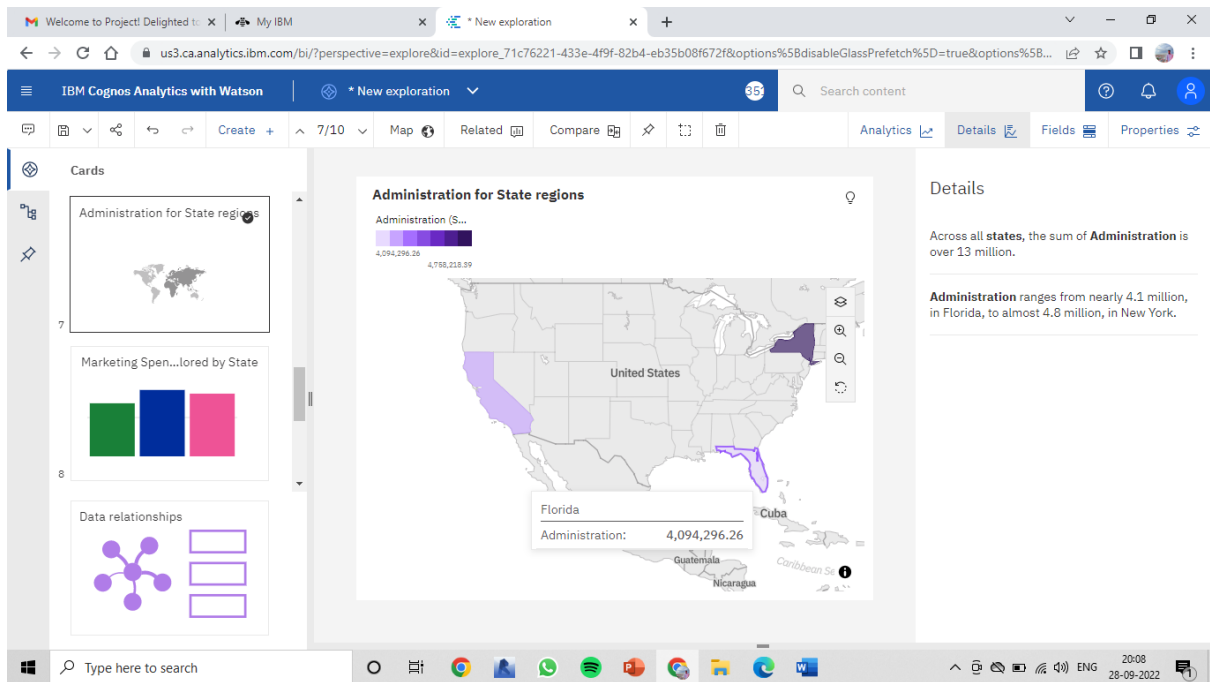 Welcome to Project! Delighted to
My IBM
* New exploration
us3.ca.analytics.ibm.com/bi/?perspective=explore&id=explore_71c76221-433e-4f9f-82b4-eb35b08f672f&options%5BdisableGlassPrefetch%5D=true&options%5B...
IBM Cognos Analytics with Watson
* New exploration
Search content
Create +
7/10
Map
Related
Compare
Analytics
Details
Fields
Properties
Cards
Administration for State regions
7
Marketing Spen...lored by State
8
Data relationships
Administration for State regions
Administration (S...
4,094,296.26
4,758,218.59
United States
Florida
Administration: 4,094,296.26
Cuba
Guatemala
Nicaragua
Caribbean Se
Details
Across all states, the sum of Administration is
over 13 million.
Administration ranges from nearly 4.1 million,
in Florida, to almost 4.8 million, in New York.
Type here to search
ENG
20:08
28-09-2022
1